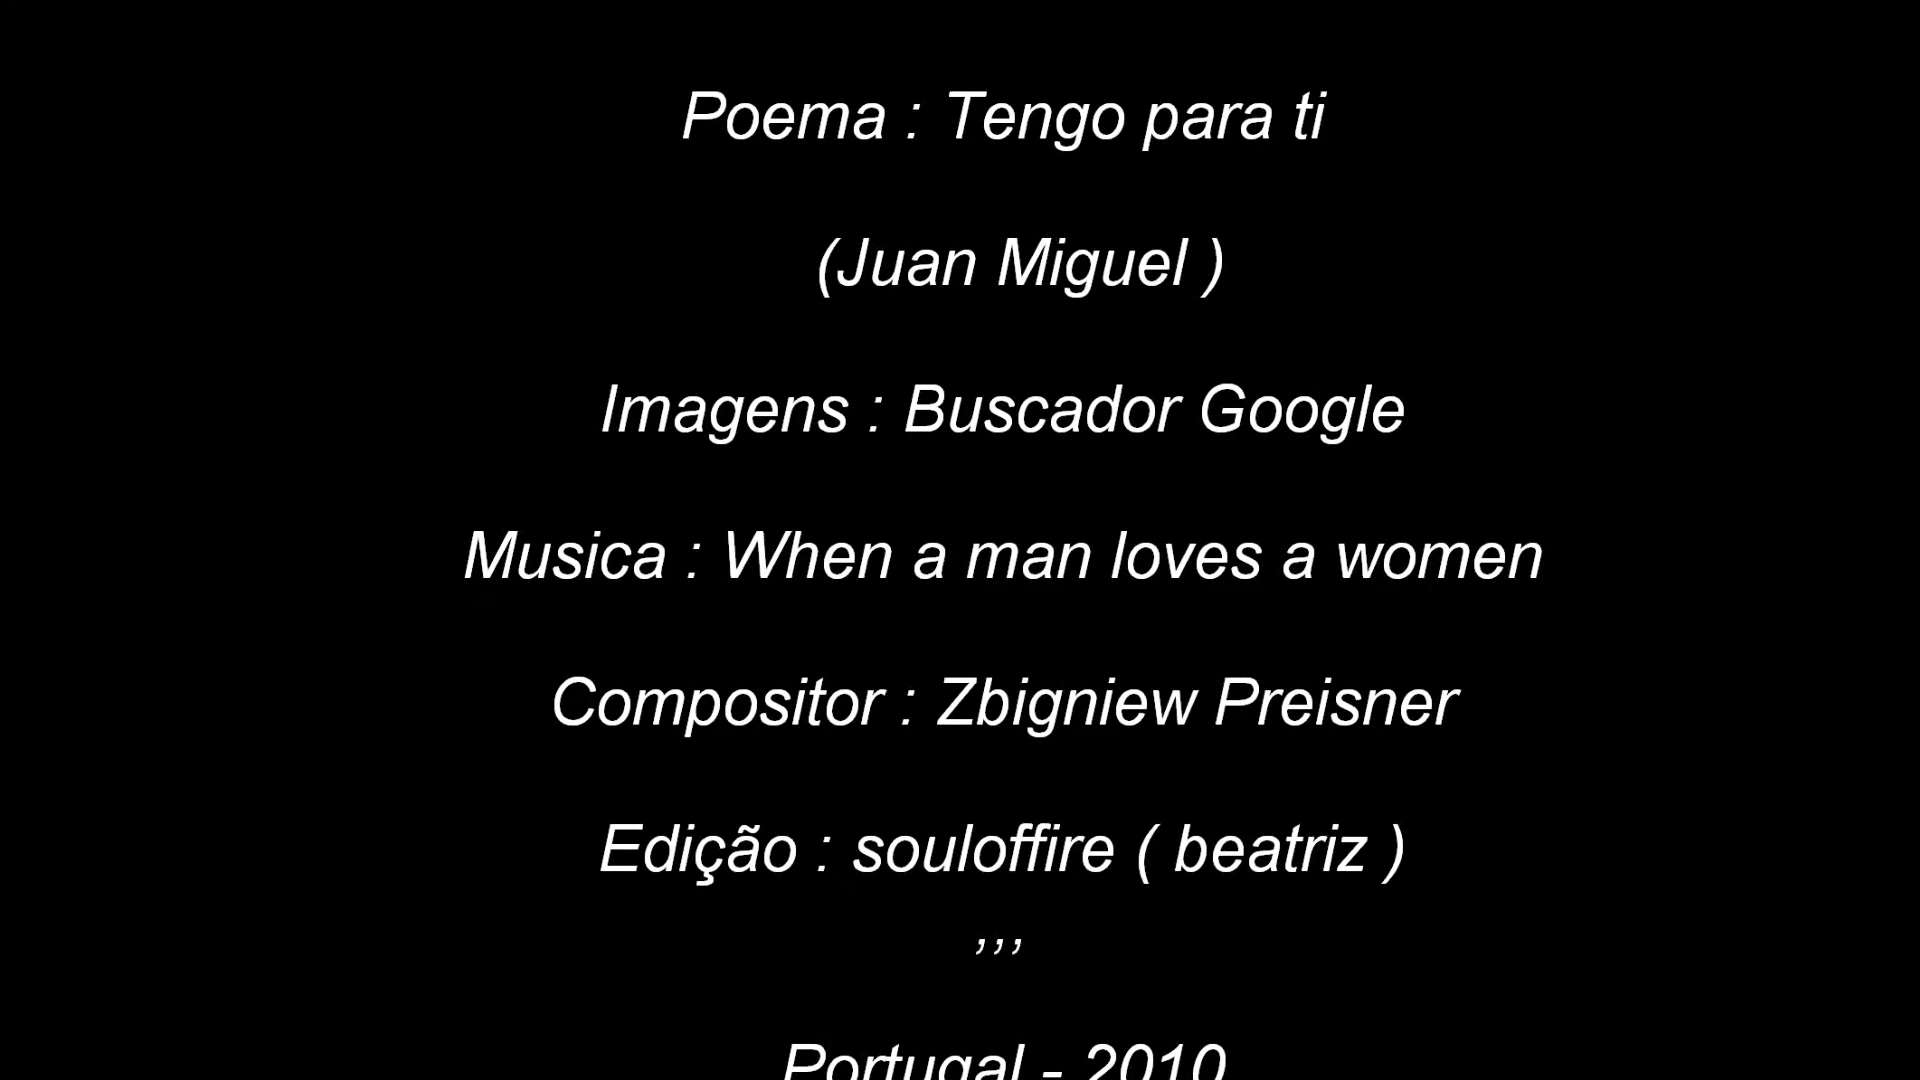 Poema : Tengo para ti
(Juan Miguel )
Imagens : Buscador Google
Musica : When a man loves a women
Compositor : Zbigniew Preisner
Edição : souloffire ( beatriz )
,,,
Portugal - 2010